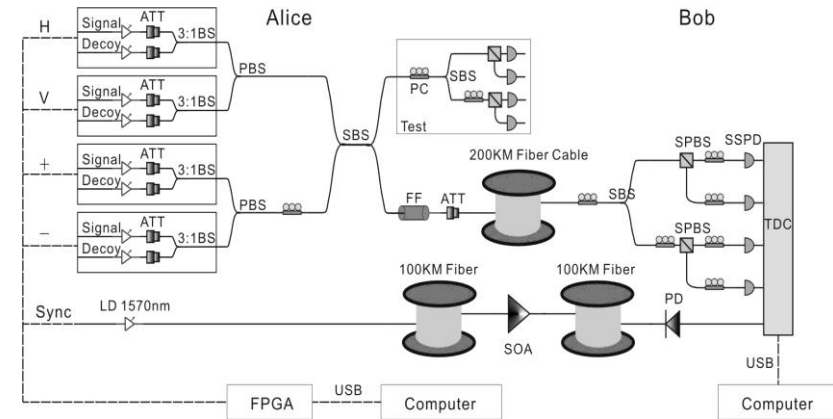 Alice
Bob
H
Signal
ATT
Decoy
3:1BS
PBS
V
Signal
ATT
Decoy
3:1BS
+
Signal
ATT
Decoy
3:1BS
PBS
−
Signal
ATT
Decoy
3:1BS
SBS
PC
SBS
Test
200KM Fiber Cable
FF
ATT
SBS
SPBS
SSPD
SPBS
TDC
Sync
LD 1570nm
100KM Fiber
SOA
100KM Fiber
PD
USB
FPGA
USB
Computer
Computer